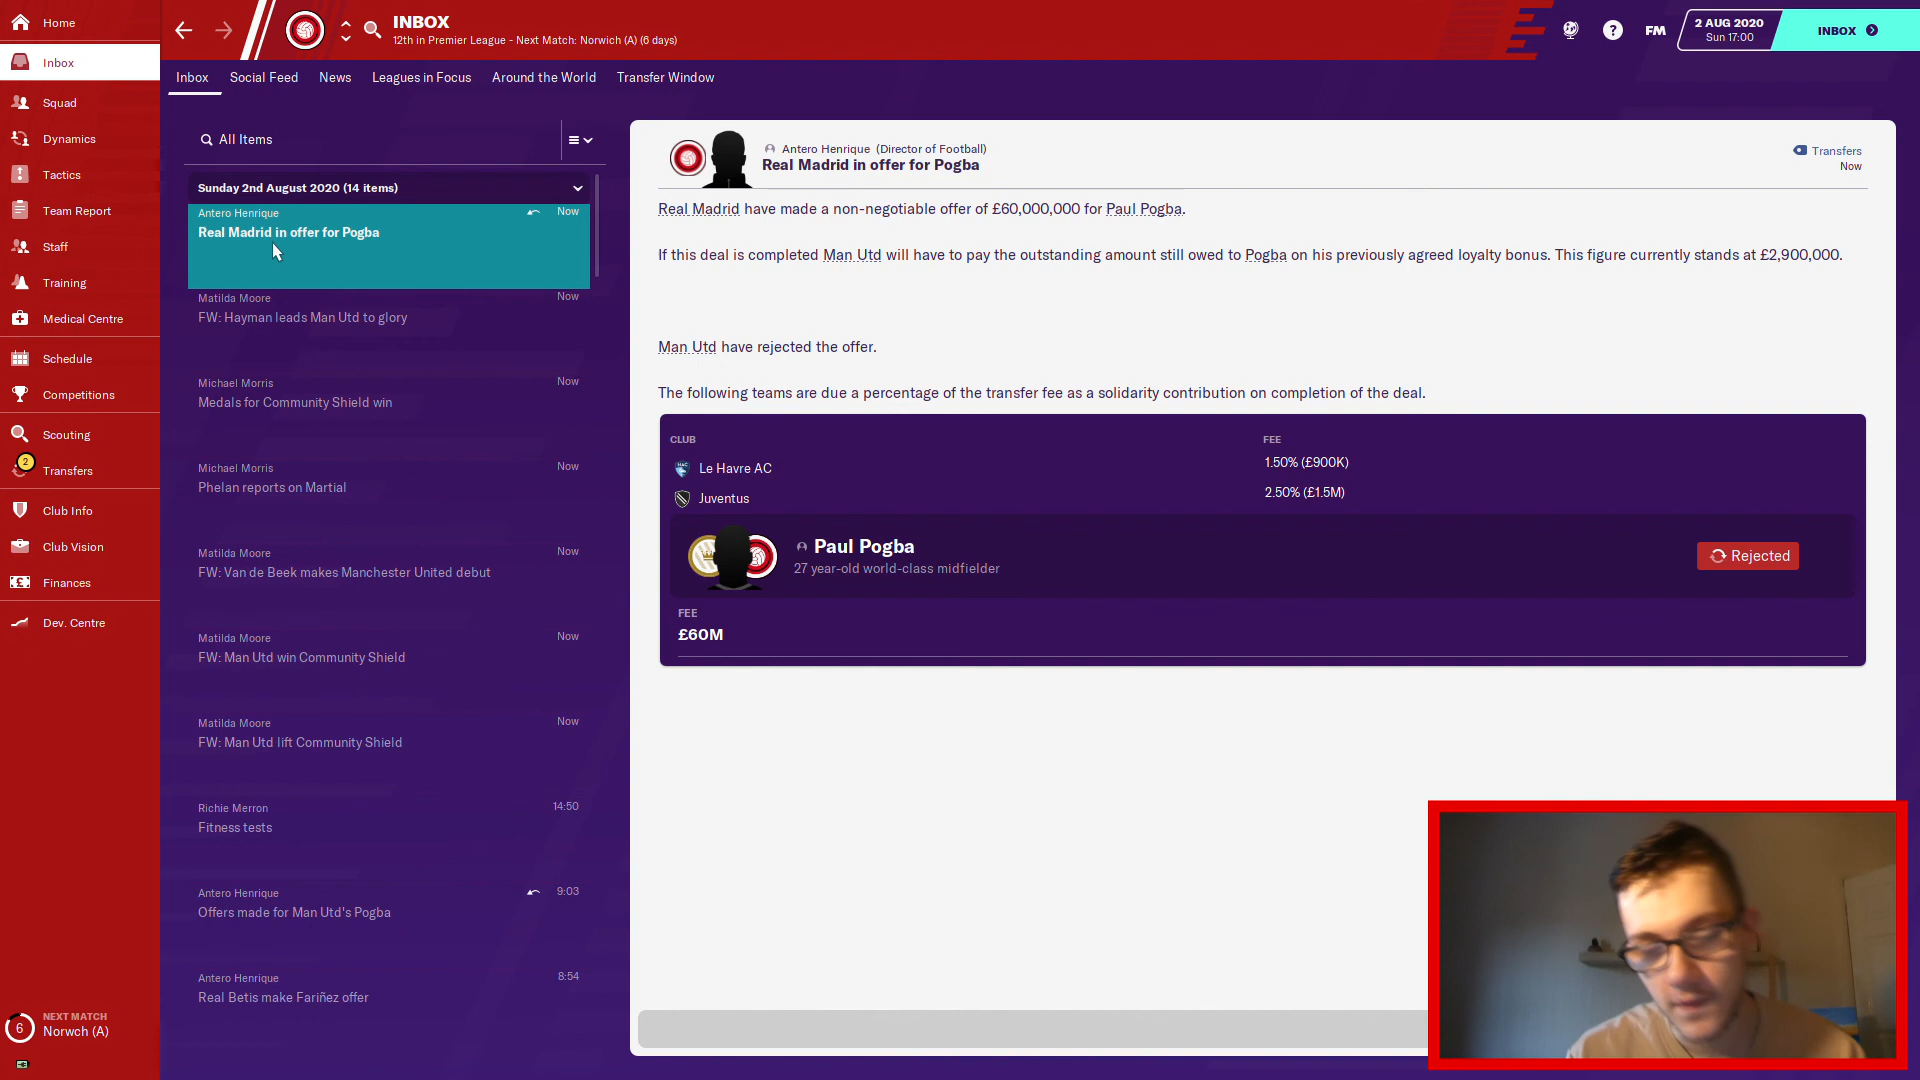 Home
Inbox
Squad
Dynamics
Tactics
Team Report
Staff
Training
Medical Centre
Schedule
Competitions
Scouting
2
Transfers
Club Info
Club Vision
Finances
Dev. Centre
6
NEXT MATCH
Norwch (A)
INBOX
12th in Premier League - Next Match: Norwich (A) (6 days)
?
FM
2 AUG 2020
Sun 17:00
INBOX
Inbox
Social Feed
News
Leagues in Focus
Around the World
Transfer Window
All Items
Sunday 2nd August 2020 (14 items)
Antero Henrique
Now
Real Madrid in offer for Pogba
Matilda Moore
Now
FW: Hayman leads Man Utd to glory
Michael Morris
Now
Medals for Community Shield win
Michael Morris
Now
Phelan reports on Martial
Matilda Moore
Now
FW: Van de Beek makes Manchester United debut
Matilda Moore
Now
FW: Man Utd win Community Shield
Matilda Moore
Now
FW: Man Utd lift Community Shield
Richie Merron
14:50
Fitness tests
Antero Henrique
9:03
Offers made for Man Utd's Pogba
Antero Henrique
8:54
Real Betis make Fariñez offer
Antero Henrique (Director of Football)
Real Madrid in offer for Pogba
Transfers
Now
Real Madrid have made a non-negotiable offer of £60,000,000 for Paul Pogba.
If this deal is completed Man Utd will have to pay the outstanding amount still owed to Pogba on his previously agreed loyalty bonus. This figure currently stands at £2,900,000.
Man Utd have rejected the offer.
The following teams are due a percentage of the transfer fee as a solidarity contribution on completion of the deal.
CLUB
FEE
Le Havre AC
1.50% (£900K)
Juventus
2.50% (£1.5M)
Paul Pogba
27 year-old world-class midfielder
Rejected
FEE
£60M